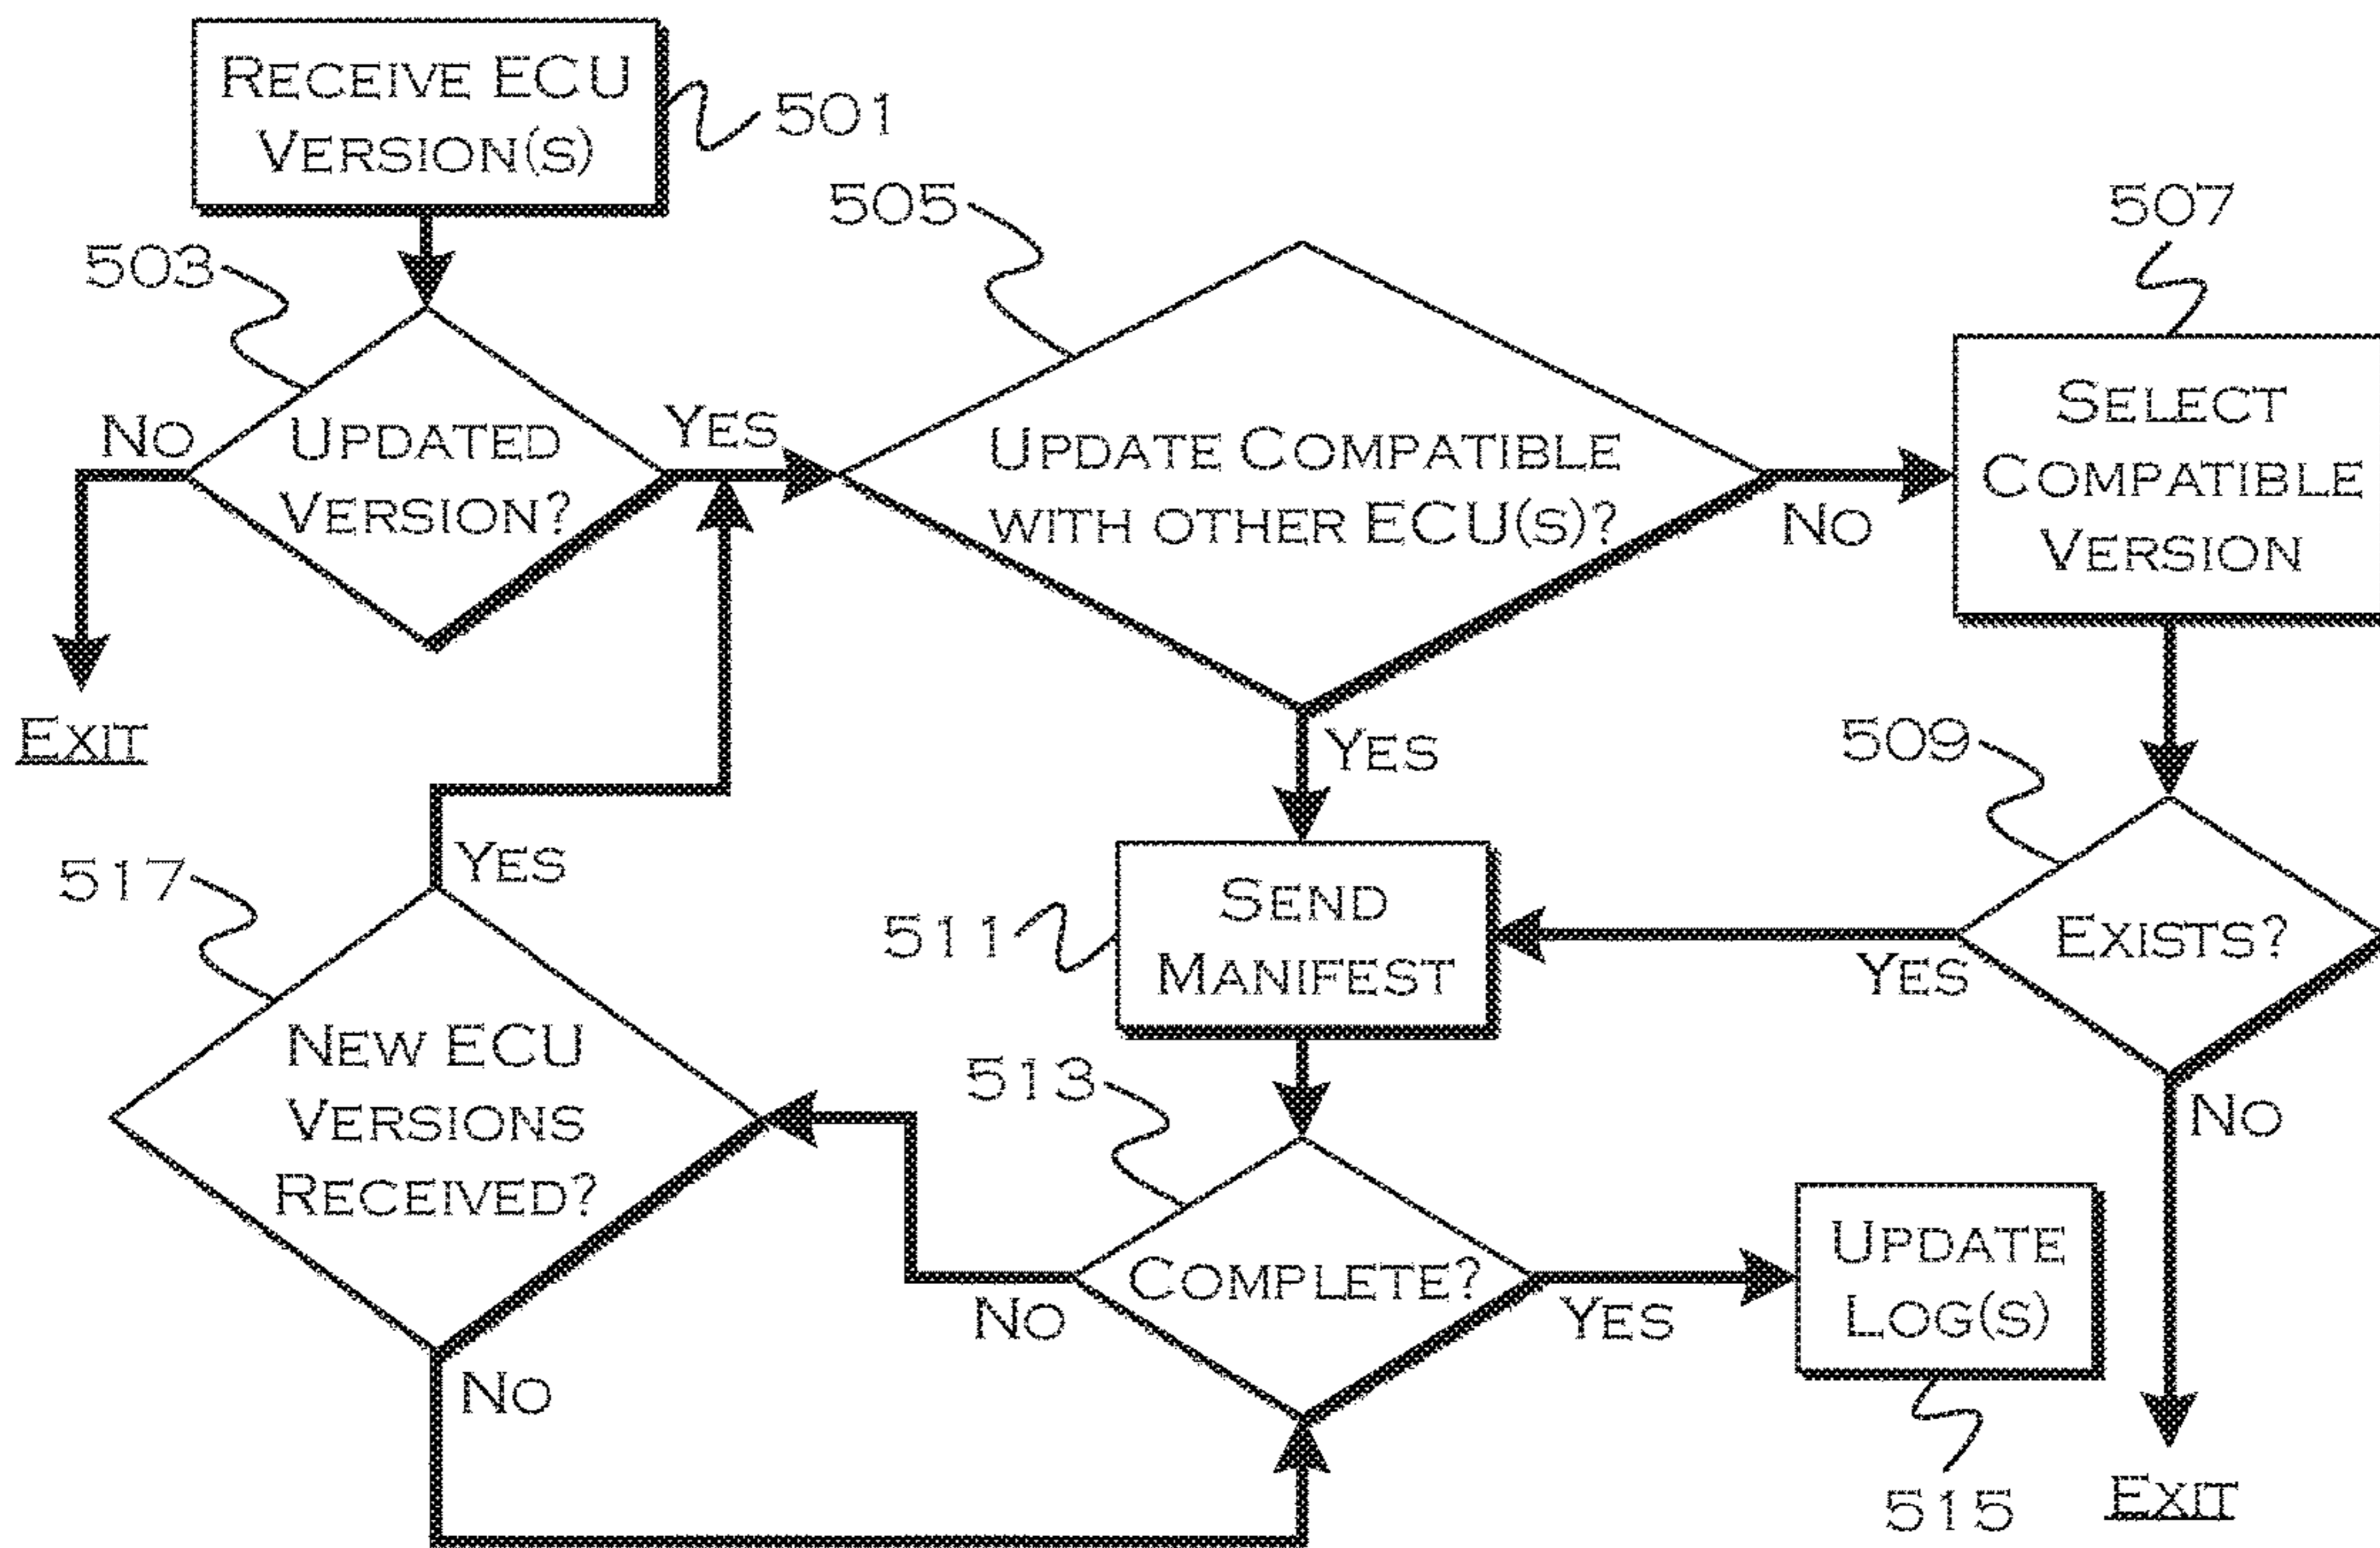 RECEIVE ECU
VERSION(S)
501
503
UPDATED
VERSION?
NO
YES
EXIT
505
UPDATE COMPATIBLE
WITH OTHER ECU(S)?
NO
YES
507
SELECT
COMPATIBLE
VERSION
509
EXISTS?
YES
NO
EXIT
511
SEND
MANIFEST
513
COMPLETE?
NO
YES
UPDATE
LOG(S)
515
517
YES
NEW ECU
VERSIONS
RECEIVED?
NO